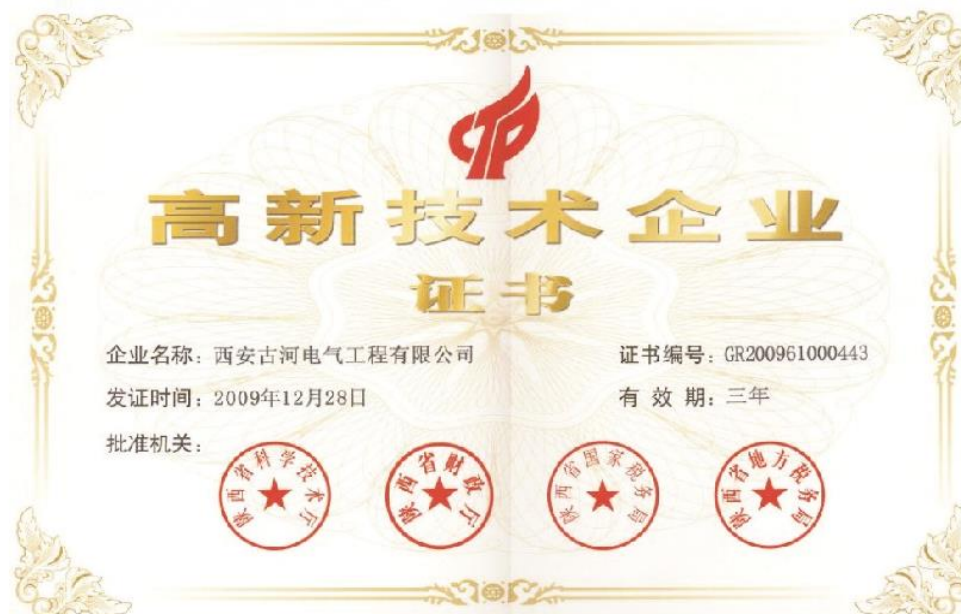 高新技术企业
证书
企业名称：西安古河电气工程有限公司
证书编号：GR200961000443
发证时间：2009年12月28日
有效期：三年
批准机关：
陕西省科学技术厅
陕西省财政厅
陕西省国家税务局
陕西省地方税务局